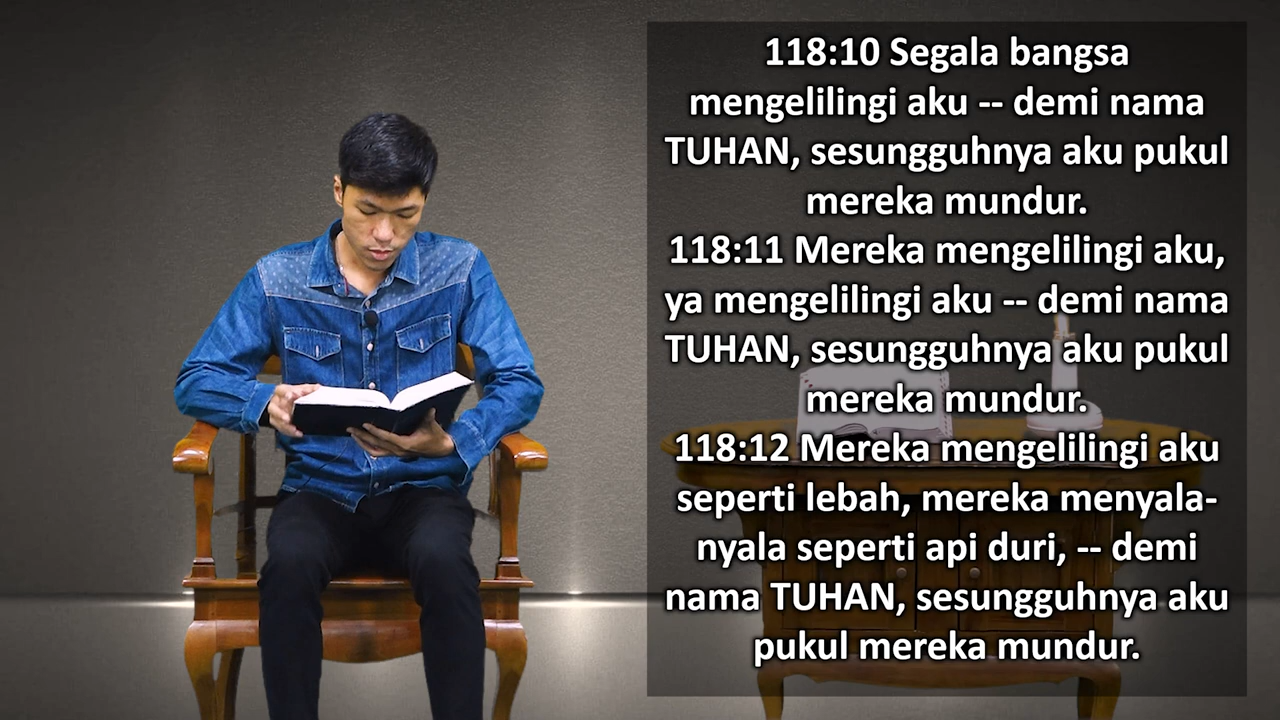 118:10 Segala bangsa
mengelilingi aku -- demi nama
TUHAN, sesungguhnya aku pukul
mereka mundur.
118:11 Mereka mengelilingi aku,
ya mengelilingi aku -- demi nama
TUHAN, sesungguhnya aku pukul
mereka mundur.
118:12 Mereka mengelilingi aku
seperti lebah, mereka menyala-
nyala seperti api duri, -- demi
nama TUHAN, sesungguhnya aku
pukul mereka mundur.